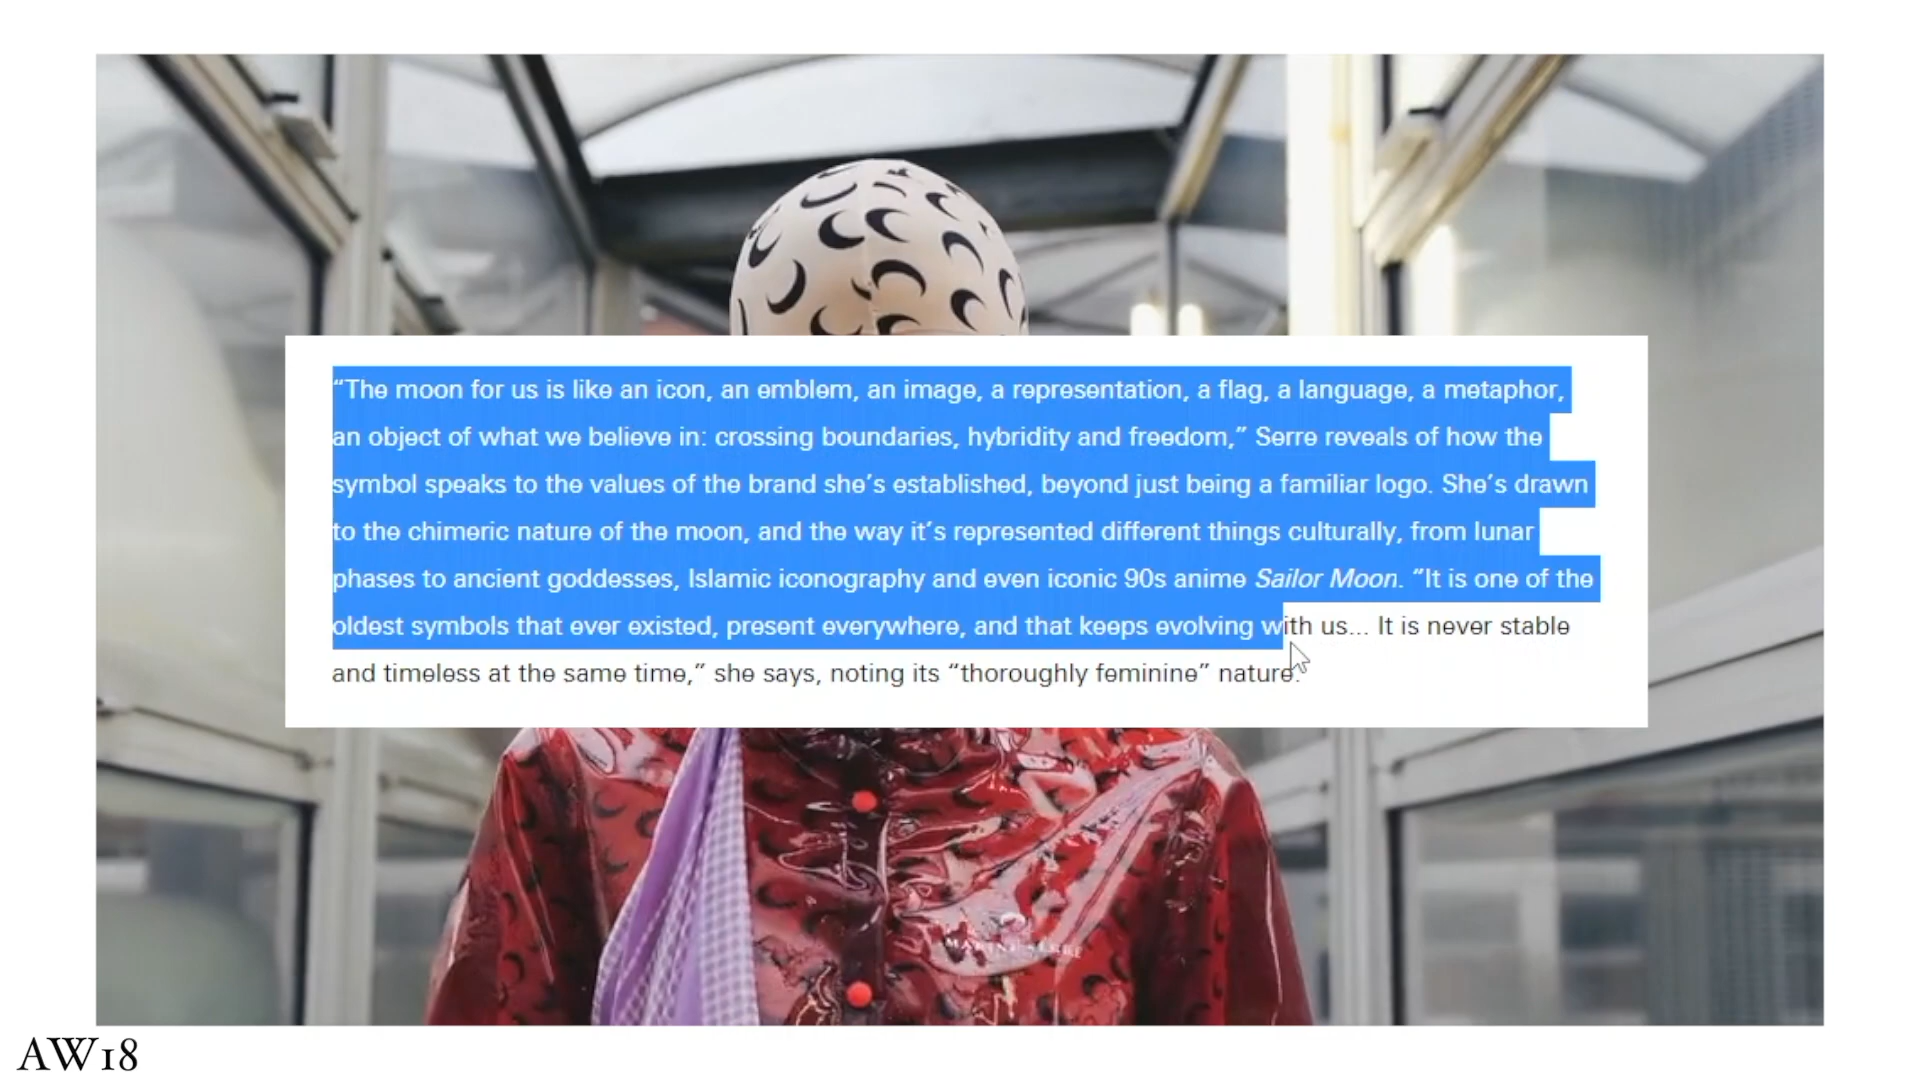 “The moon for us is like an icon, an emblem, an image, a representation, a flag, a language, a metaphor,
an object of what we believe in: crossing boundaries, hybridity and freedom,” Serre reveals of how the
symbol speaks to the values of the brand she’s established, beyond just being a familiar logo. She’s drawn
to the chimeric nature of the moon, and the way it’s represented different things culturally, from lunar
phases to ancient goddesses, Islamic iconography and even iconic 90s anime Sailor Moon. “It is one of the
oldest symbols that ever existed, present everywhere, and that keeps evolving with us... It is never stable
and timeless at the same time,” she says, noting its “thoroughly feminine” nature.
MARINE SERRE
AW18